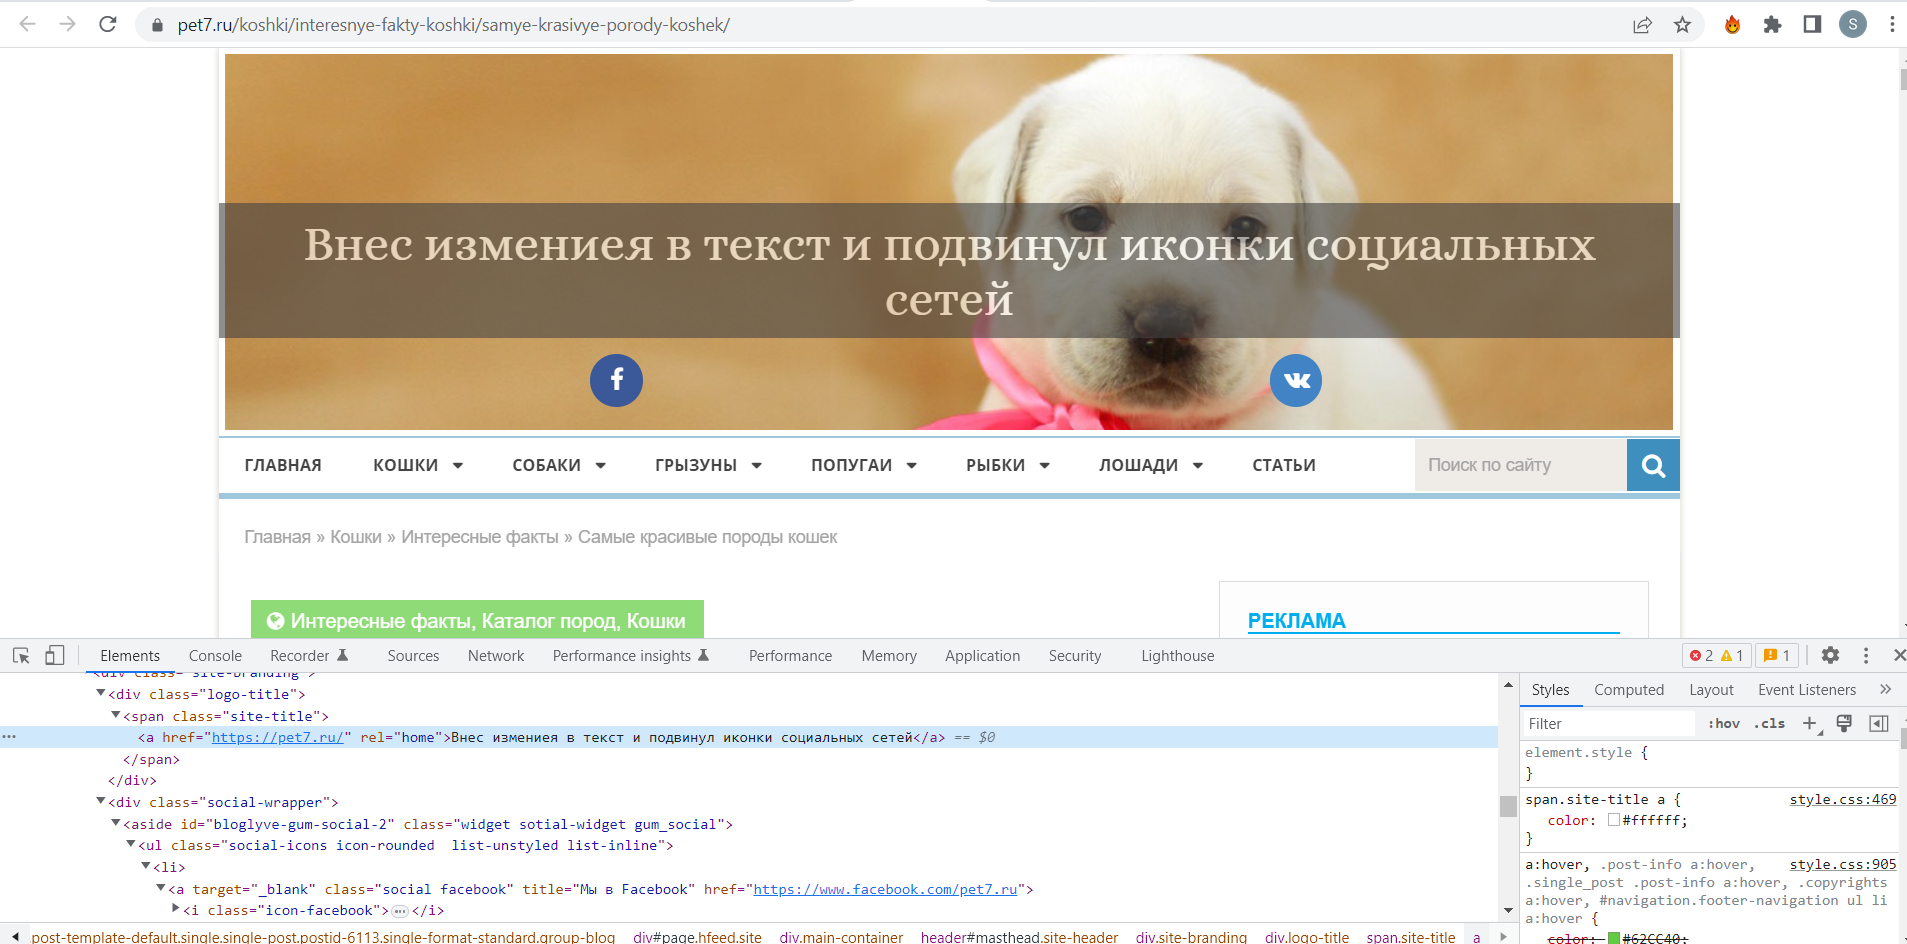 pet7.ru/koshki/interesnye-fakty-koshki/samye-krasivye-porody-koshek/
S
Внес измениея в текст и подвинул иконки социальных
сетей
ГЛАВНАЯ КОШКИ СОБАКИ ГРЫЗУНЫ ПОПУГАИ РЫБКИ ЛОШАДИ СТАТЬИ Поиск по сайту
Главная » Кошки » Интересные факты » Самые красивые породы кошек
Интересные факты, Каталог пород, Кошки
РЕКЛАМА
Elements Console Recorder Sources Network Performance insights Performance Memory Application Security Lighthouse 2 1 1
<div class="site-branding">
<div class="logo-title">
<span class="site-title">
<a href="https://pet7.ru/" rel="home">Внес измениея в текст и подвинул иконки социальных сетей</a> == $0
</span>
</div>
<div class="social-wrapper">
<aside id="bloglyve-gum-social-2" class="widget sotial-widget gum_social">
<ul class="social-icons icon-rounded  list-unstyled list-inline">
<li>
<a target="_blank" class="social facebook" title="Мы в Facebook" href="https://www.facebook.com/pet7.ru">
<i class="icon-facebook">…</i>
post-template-default.single.single-post.postid-6113.single-format-standard.group-blog div#page.hfeed.site div.main-container header#masthead.site-header div.site-branding div.logo-title span.site-title a
Styles Computed Layout Event Listeners »
Filter :hov .cls +
element.style {
}
span.site-title a { style.css:469
color: #ffffff;
}
a:hover, .post-info a:hover, style.css:905
.single_post .post-info a:hover, .copyrights
a:hover, #navigation.footer-navigation ul li
a:hover {
color: #62CC40;